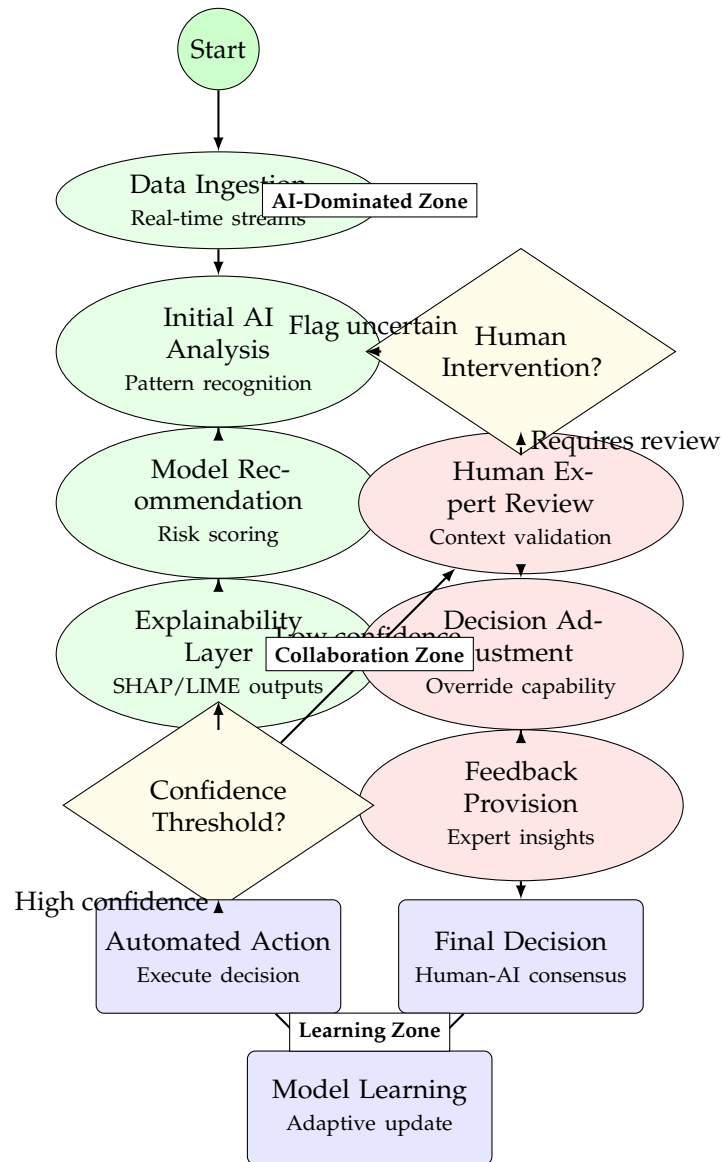 Start
Data Ingestion
Real-time streams
AI-Dominated Zone
Initial AI
Analysis
Pattern recognition
Flag uncertain
Human
Intervention?
Requires review
Model Rec-
ommendation
Risk scoring
Human Ex-
pert Review
Context validation
Explainability
Layer
SHAP/LIME outputs
Low confidence
Collaboration Zone
Decision Ad-
justment
Override capability
Confidence
Threshold?
Feedback
Provision
Expert insights
High confidence
Automated Action
Execute decision
Final Decision
Human-AI consensus
Learning Zone
Model Learning
Adaptive update